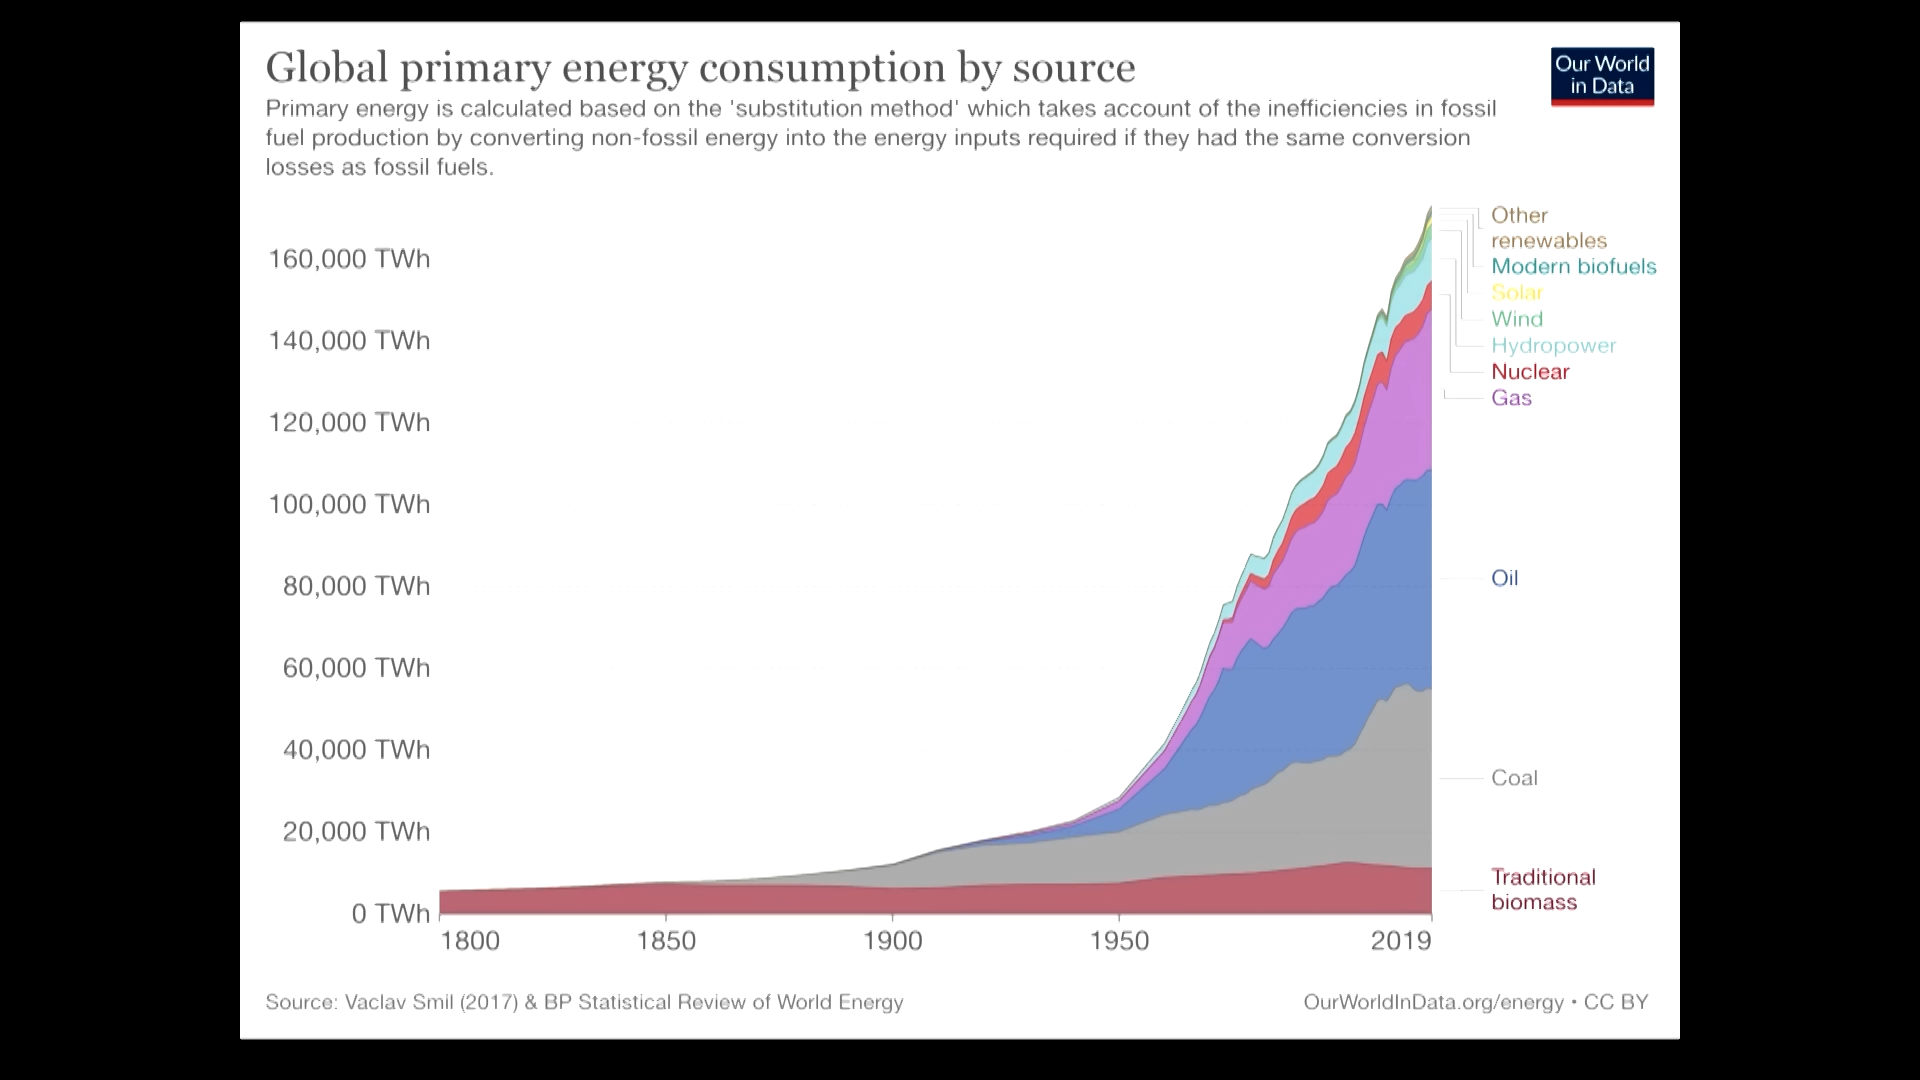 Global primary energy consumption by source
Our World
in Data
Primary energy is calculated based on the 'substitution method' which takes account of the inefficiencies in fossil
fuel production by converting non-fossil energy into the energy inputs required if they had the same conversion
losses as fossil fuels.
160,000 TWh
140,000 TWh
120,000 TWh
100,000 TWh
80,000 TWh
60,000 TWh
40,000 TWh
20,000 TWh
0 TWh
Other
renewables
Modern biofuels
Solar
Wind
Hydropower
Nuclear
Gas
Oil
Coal
Traditional
biomass
1800 1850 1900 1950 2019
Source: Vaclav Smil (2017) & BP Statistical Review of World Energy
OurWorldInData.org/energy • CC BY